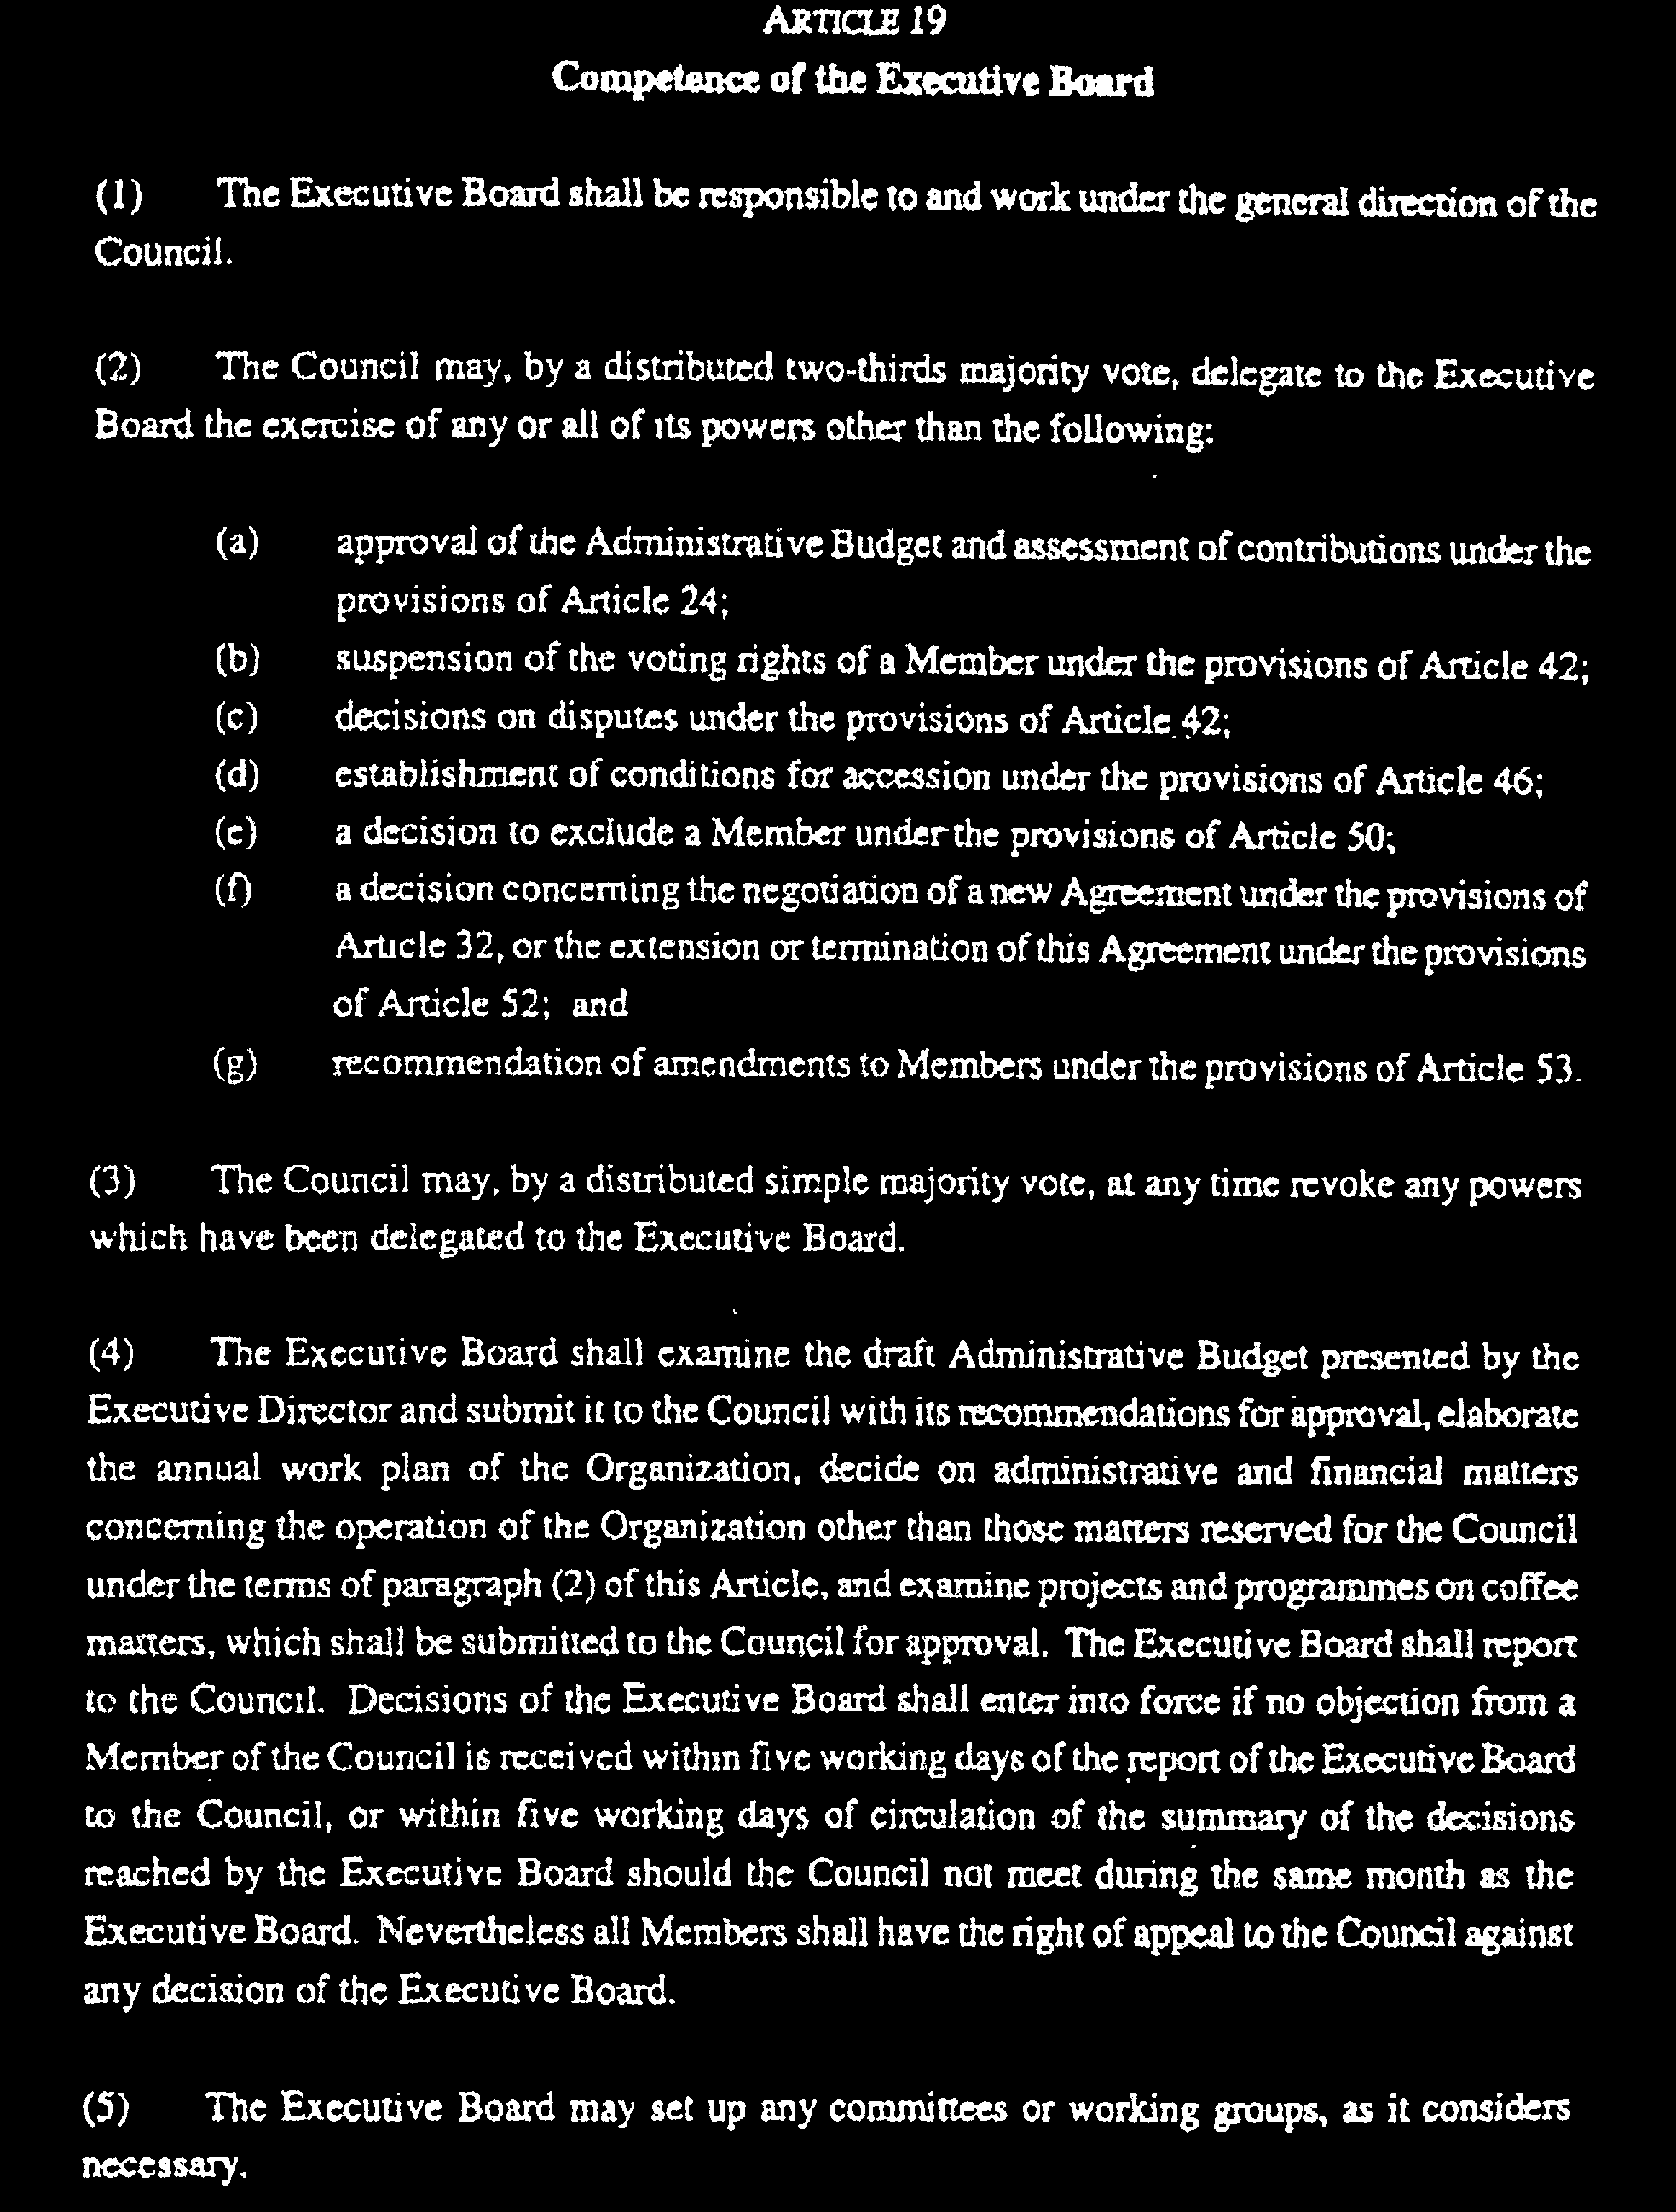 ARTICLE 19
Competence of the Executive Board
(1) The Executive Board shall be responsible to and work under the general direction of the
Council.
(2) The Council may, by a distributed two-thirds majority vote, delegate to the Executive
Board the exercise of any or all of its powers other than the following:
(a) approval of the Administrative Budget and assessment of contributions under the
provisions of Article 24;
(b) suspension of the voting rights of a Member under the provisions of Article 42;
(c) decisions on disputes under the provisions of Article 42;
(d) establishment of conditions for accession under the provisions of Article 46;
(e) a decision to exclude a Member under the provisions of Article 50;
(f) a decision concerning the negotiation of a new Agreement under the provisions of
Article 32, or the extension or termination of this Agreement under the provisions
of Article 52; and
(g) recommendation of amendments to Members under the provisions of Article 53.
(3) The Council may, by a distributed simple majority vote, at any time revoke any powers
which have been delegated to the Executive Board.
(4) The Executive Board shall examine the draft Administrative Budget presented by the
Executive Director and submit it to the Council with its recommendations for approval, elaborate
the annual work plan of the Organization, decide on administrative and financial matters
concerning the operation of the Organization other than those matters reserved for the Council
under the terms of paragraph (2) of this Article, and examine projects and programmes on coffee
matters, which shall be submitted to the Council for approval. The Executive Board shall report
to the Council. Decisions of the Executive Board shall enter into force if no objection from a
Member of the Council is received within five working days of the report of the Executive Board
to the Council, or within five working days of circulation of the summary of the decisions
reached by the Executive Board should the Council not meet during the same month as the
Executive Board. Nevertheless all Members shall have the right of appeal to the Council against
any decision of the Executive Board.
(5) The Executive Board may set up any committees or working groups, as it considers
necessary.